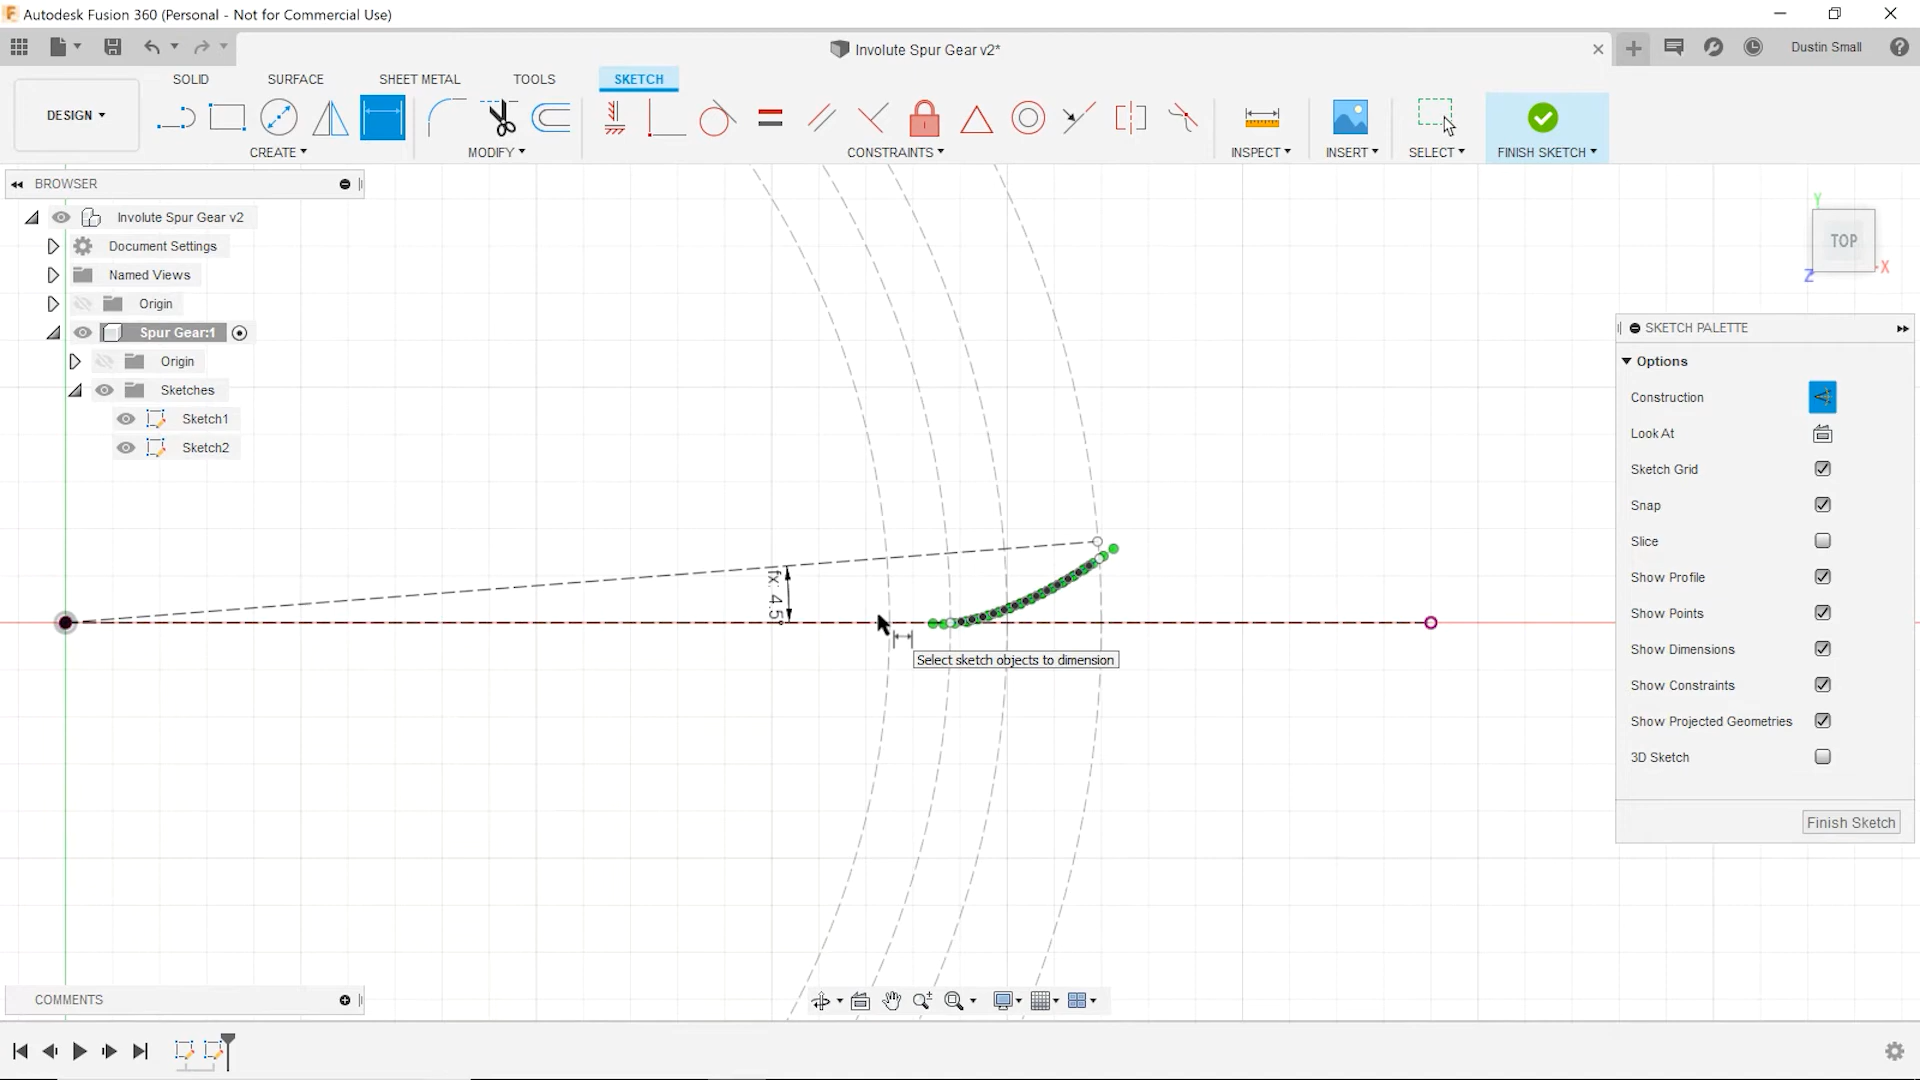 Autodesk Fusion 360 (Personal - Not for Commercial Use)
Involute Spur Gear v2*
Dustin Small
SOLID SURFACE SHEET METAL TOOLS SKETCH
DESIGN
CREATE MODIFY CONSTRAINTS INSPECT INSERT SELECT FINISH SKETCH
BROWSER
Involute Spur Gear v2
Document Settings
Named Views
Origin
Spur Gear:1
Origin
Sketches
Sketch1
Sketch2
Y
TOP
X
Z
SKETCH PALETTE
Options
Construction
Look At
Sketch Grid
Snap
Slice
Show Profile
Show Points
Show Dimensions
Show Constraints
Show Projected Geometries
3D Sketch
Finish Sketch
fx: 4.5°
Select sketch objects to dimension
COMMENTS